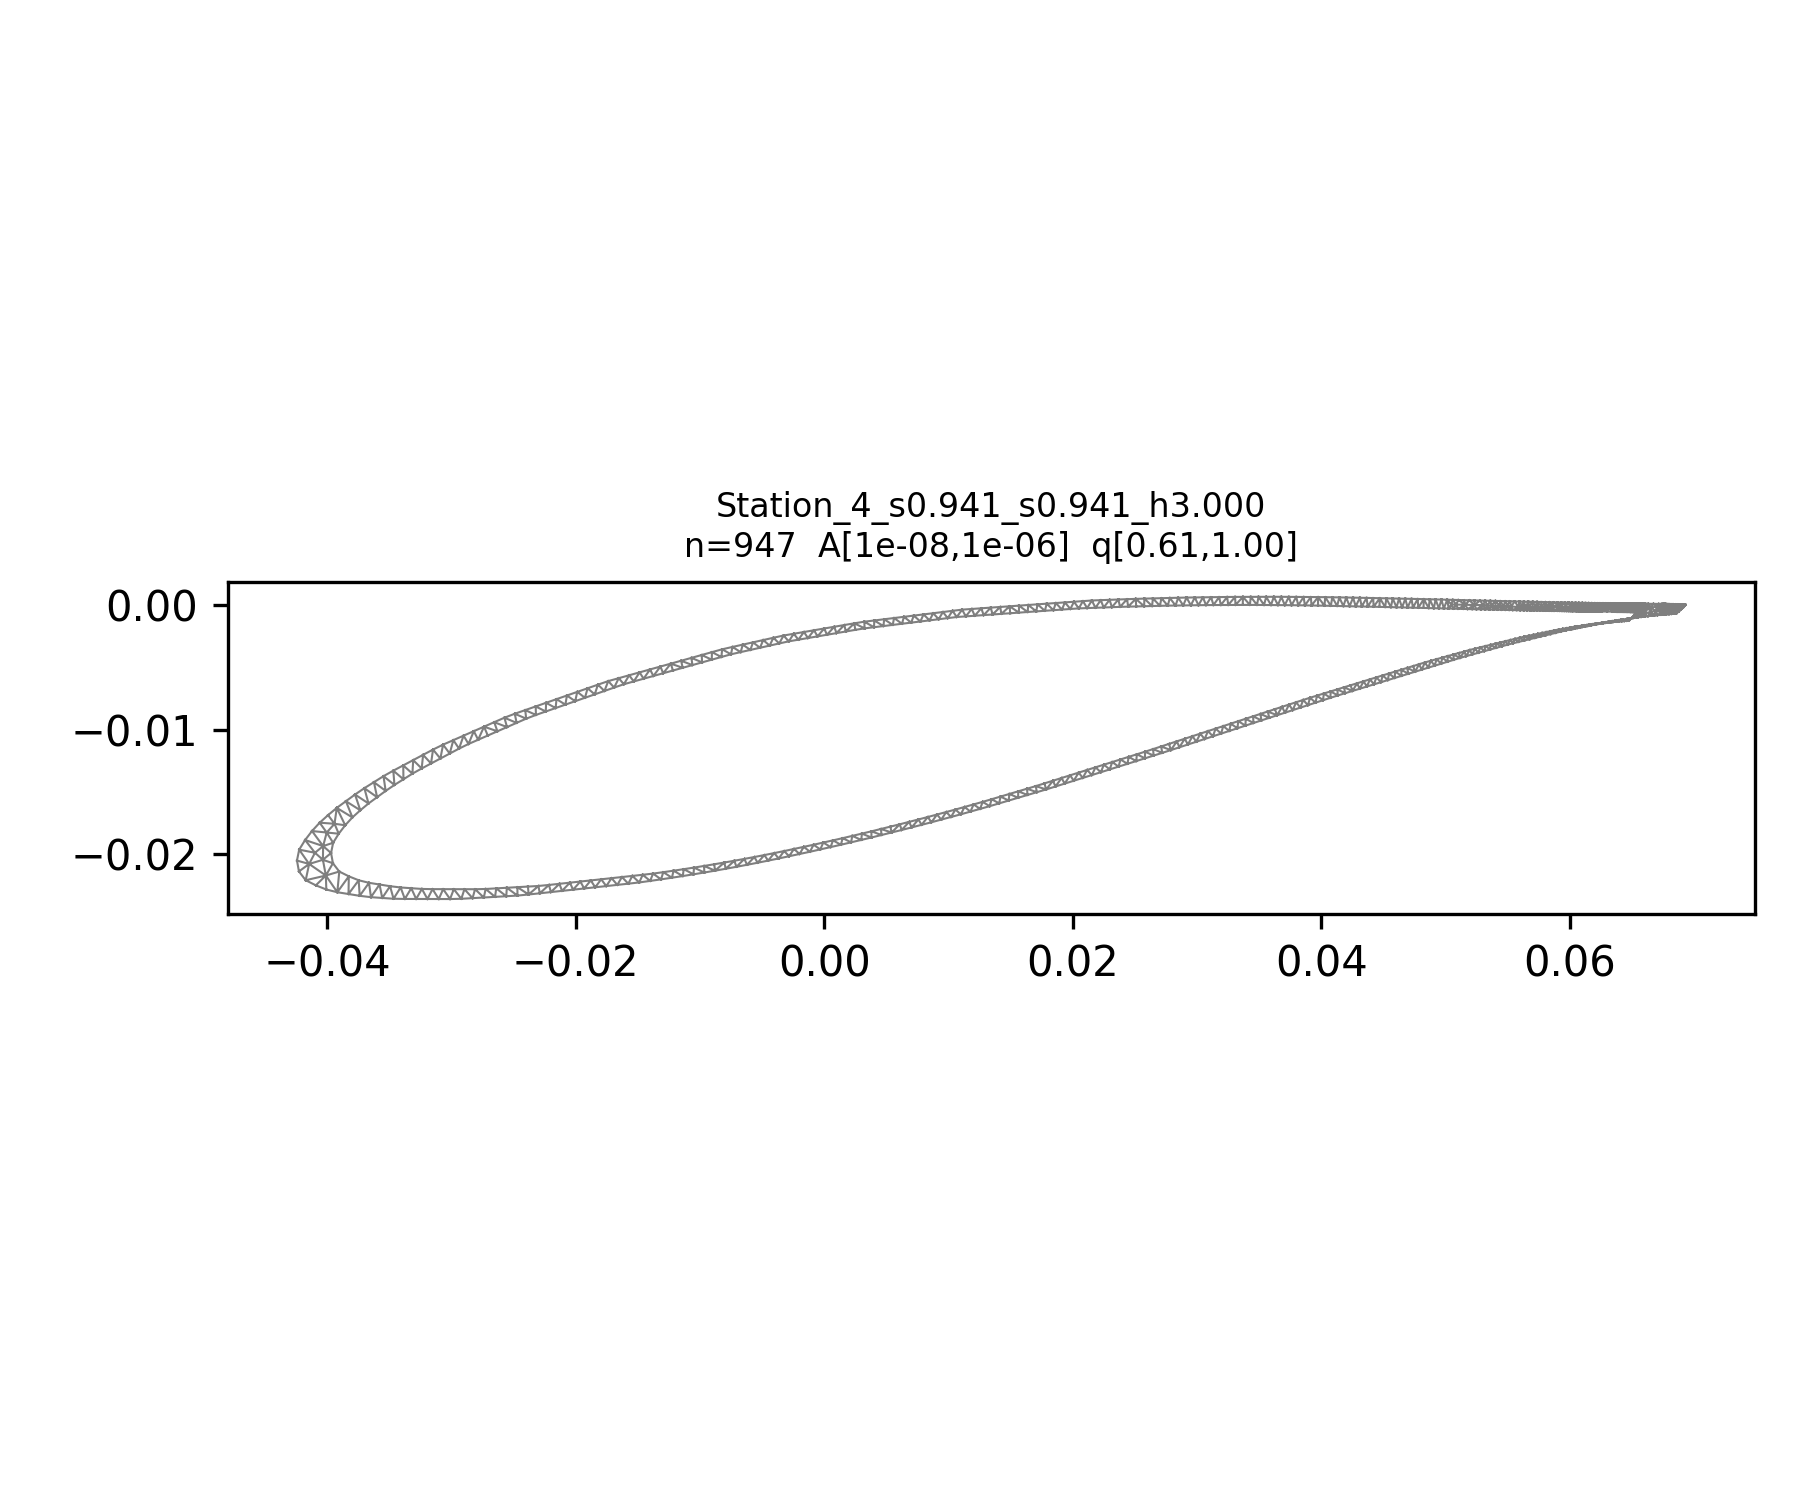 Station_4_s0.941_s0.941_h3.000
n=947 A[1e-08,1e-06] q[0.61,1.00]
0.00
−0.01
−0.02
−0.04 −0.02 0.00 0.02 0.04 0.06